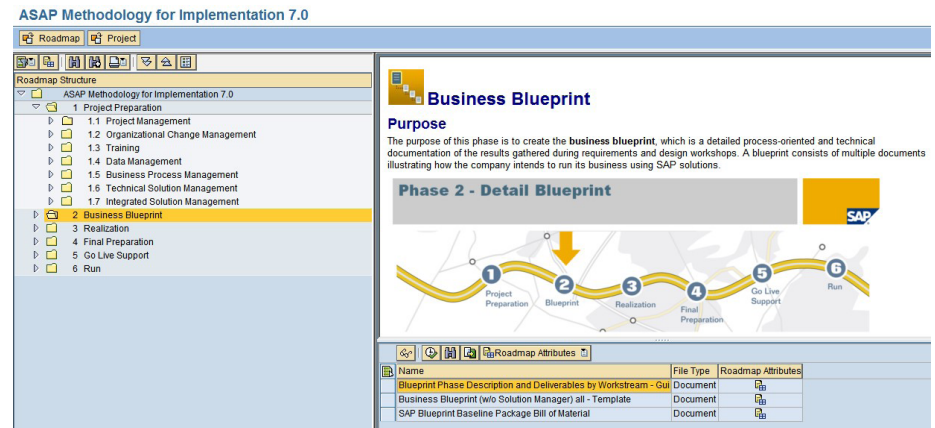 ASAP Methodology for Implementation 7.0
Roadmap Project
Roadmap Structure
ASAP Methodology for Implementation 7.0
1 Project Preparation
1.1 Project Management
1.2 Organizational Change Management
1.3 Training
1.4 Data Management
1.5 Business Process Management
1.6 Technical Solution Management
1.7 Integrated Solution Management
2 Business Blueprint
3 Realization
4 Final Preparation
5 Go Live Support
6 Run
Business Blueprint
Purpose
The purpose of this phase is to create the business blueprint, which is a detailed process-oriented and technical
documentation of the results gathered during requirements and design workshops. A blueprint consists of multiple documents
illustrating how the company intends to run its business using SAP solutions.
Phase 2 - Detail Blueprint
SAP
1
Project
Preparation
2
Blueprint
3
Realization
4
Final
Preparation
5
Go Live
Support
6
Run
Roadmap Attributes
Name File Type Roadmap Attributes
Blueprint Phase Description and Deliverables by Workstream - Gui Document
Business Blueprint (w/o Solution Manager) all - Template Document
SAP Blueprint Baseline Package Bill of Material Document